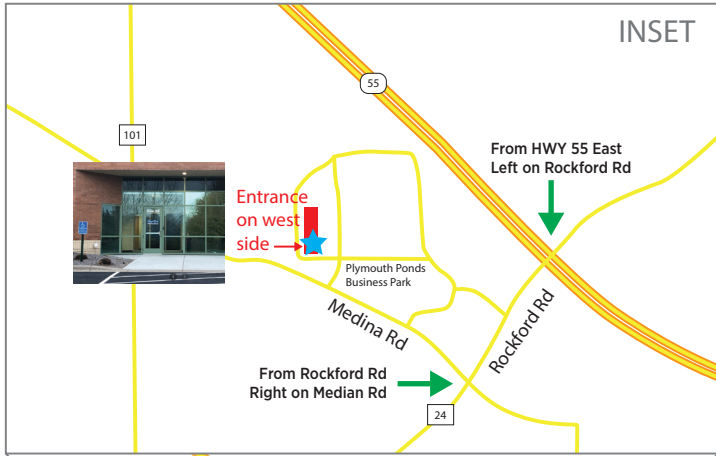 INSET
55
101
From HWY 55 East
Left on Rockford Rd
Entrance
on west
side
Plymouth Ponds
Business Park
Medina Rd
Rockford Rd
From Rockford Rd
Right on Median Rd
24